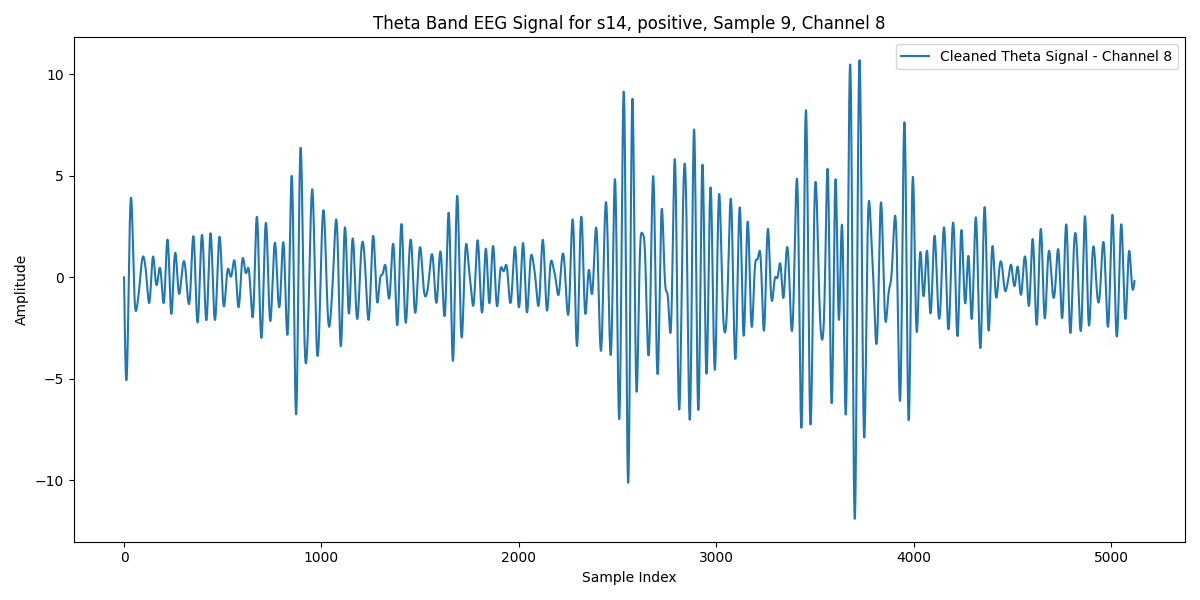 Theta Band EEG Signal for s14, positive, Sample 9, Channel 8
Cleaned Theta Signal - Channel 8
Amplitude
10
5
0
−5
−10
0 1000 2000 3000 4000 5000
Sample Index